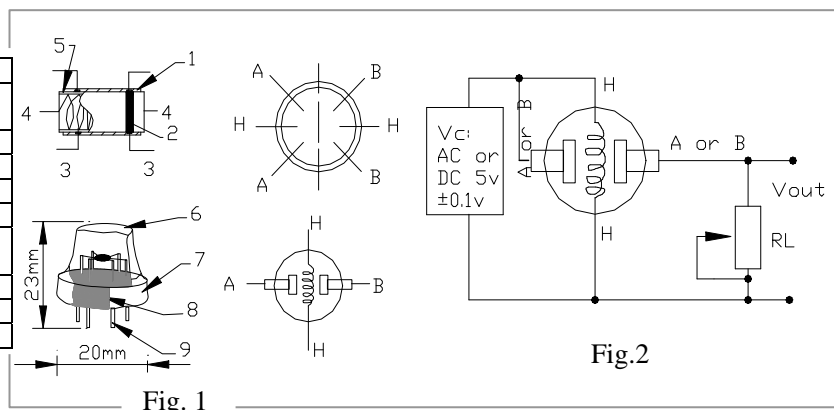 5
1
4
4
2
3
3
6
7
8
9
23mm
20mm
Fig. 1
A
B
H
H
A
B
H
A
B
H
H
A or B
Vc:
AC or
DC 5v
±0.1v
A or B
Vout
RL
H
Fig.2